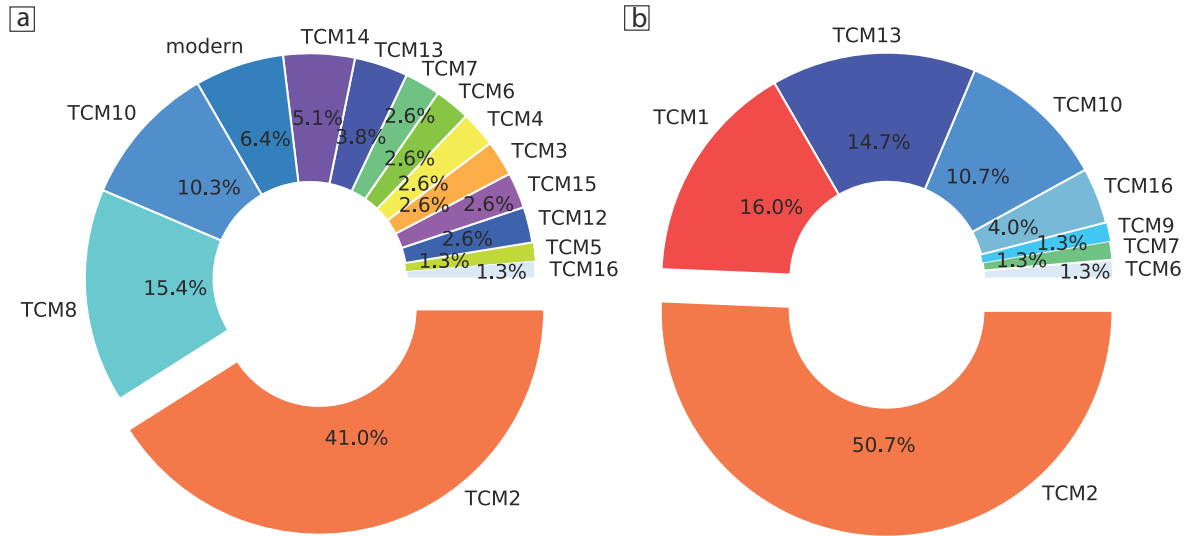 a
modern
TCM14
TCM13
TCM7
TCM6
TCM4
TCM3
TCM15
TCM12
TCM5
TCM16
TCM10
TCM8
TCM2
5.1%
3.8%
2.6%
6.4%
2.6%
2.6%
2.6%
2.6%
10.3%
2.6%
1.3%
1.3%
15.4%
41.0%
b
TCM13
TCM1
TCM10
TCM16
TCM9
TCM7
TCM6
TCM2
14.7%
10.7%
16.0%
4.0%
1.3%
1.3%
1.3%
50.7%